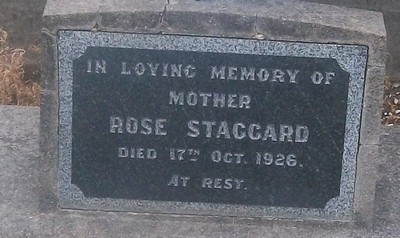 IN LOVING MEMORY OF
MOTHER
ROSE STAGGARD
DIED 17TH OCT. 1926.
AT REST.